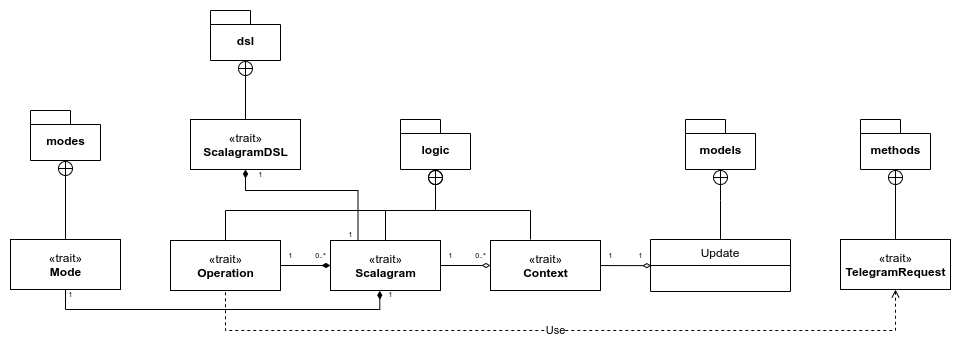 dsl
modes
«trait»
ScalagramDSL
logic
models
methods
1
1
«trait»
Mode
«trait»
Operation
1
0..*
«trait»
Scalagram
1
0..*
«trait»
Context
1
1
Update
«trait»
TelegramRequest
1
1
Use